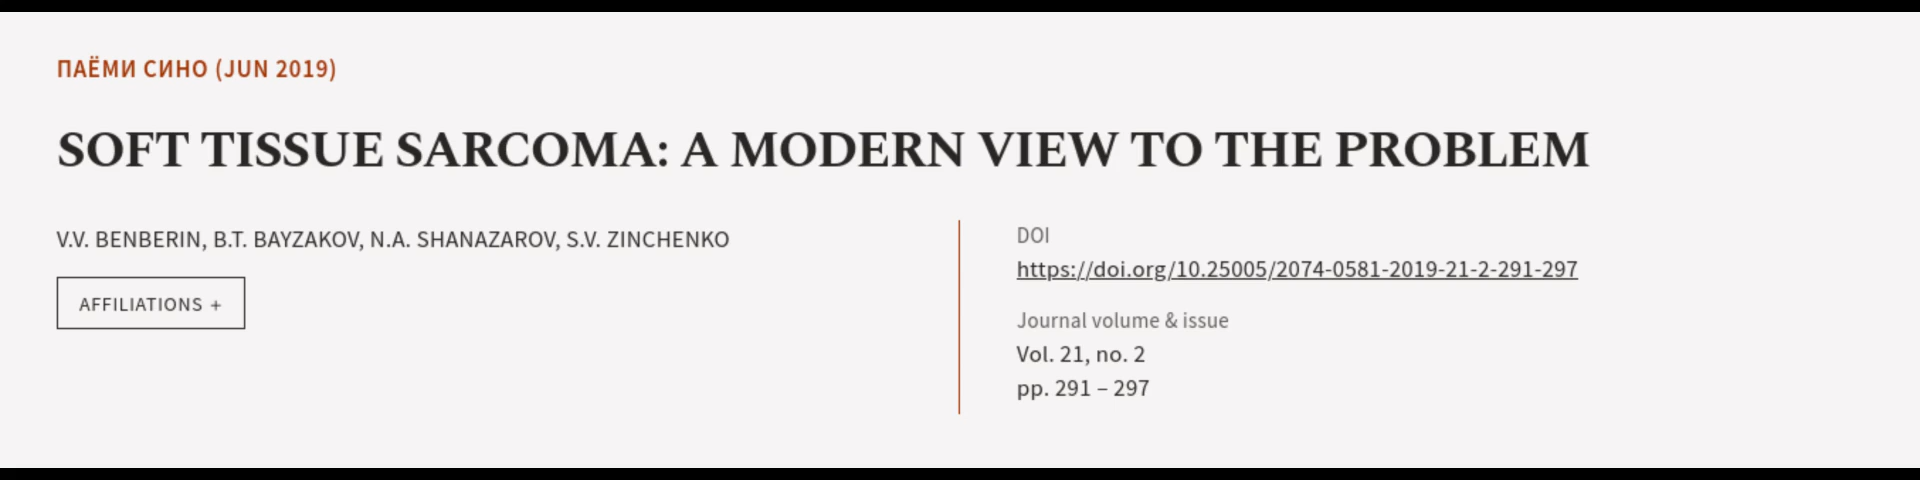 ПАЁМИ СИНО (JUN 2019)
SOFT TISSUE SARCOMA: A MODERN VIEW TO THE PROBLEM
V.V. BENBERIN, B.T. BAYZAKOV, N.A. SHANAZAROV, S.V. ZINCHENKO
AFFILIATIONS +
DOI
https://doi.org/10.25005/2074-0581-2019-21-2-291-297
Journal volume & issue
Vol. 21, no. 2
pp. 291 – 297